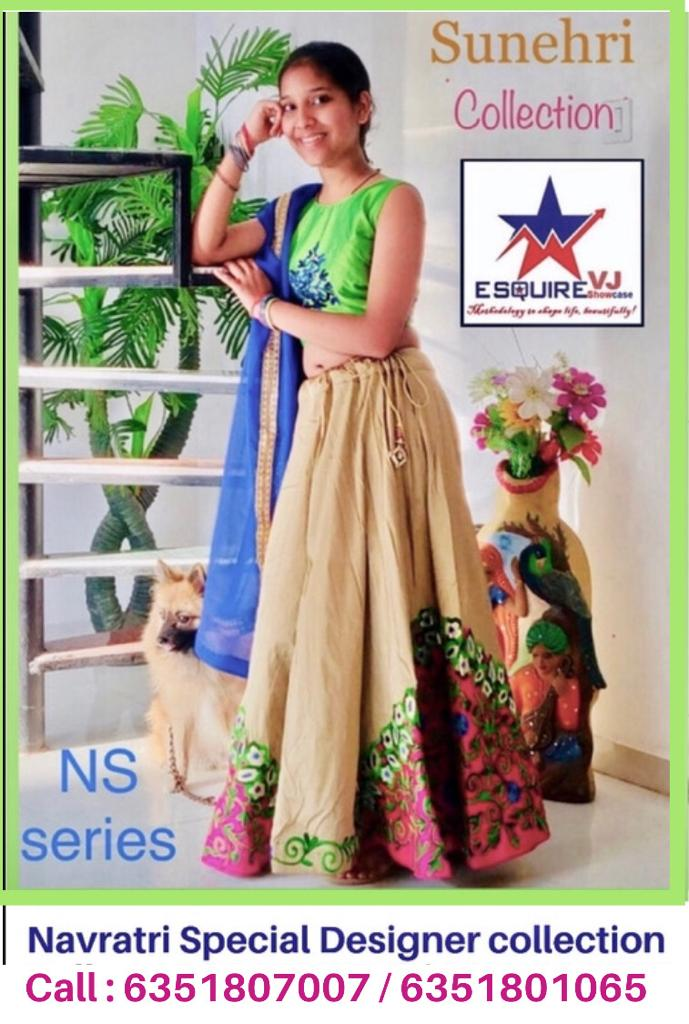 Sunehri
Collection
ESQUIRE VJ
Showcase
Methodology to shape life, beautifully!
NS
series
Navratri Special Designer collection
Call : 6351807007 / 6351801065